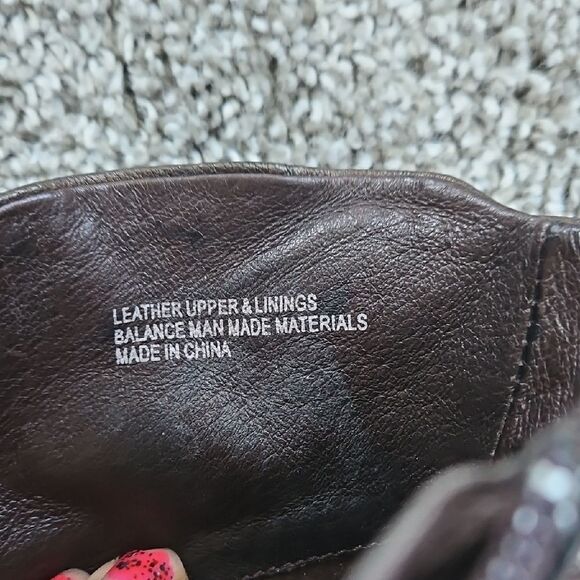 LEATHER UPPER & LININGS
BALANCE MAN MADE MATERIALS
MADE IN CHINA